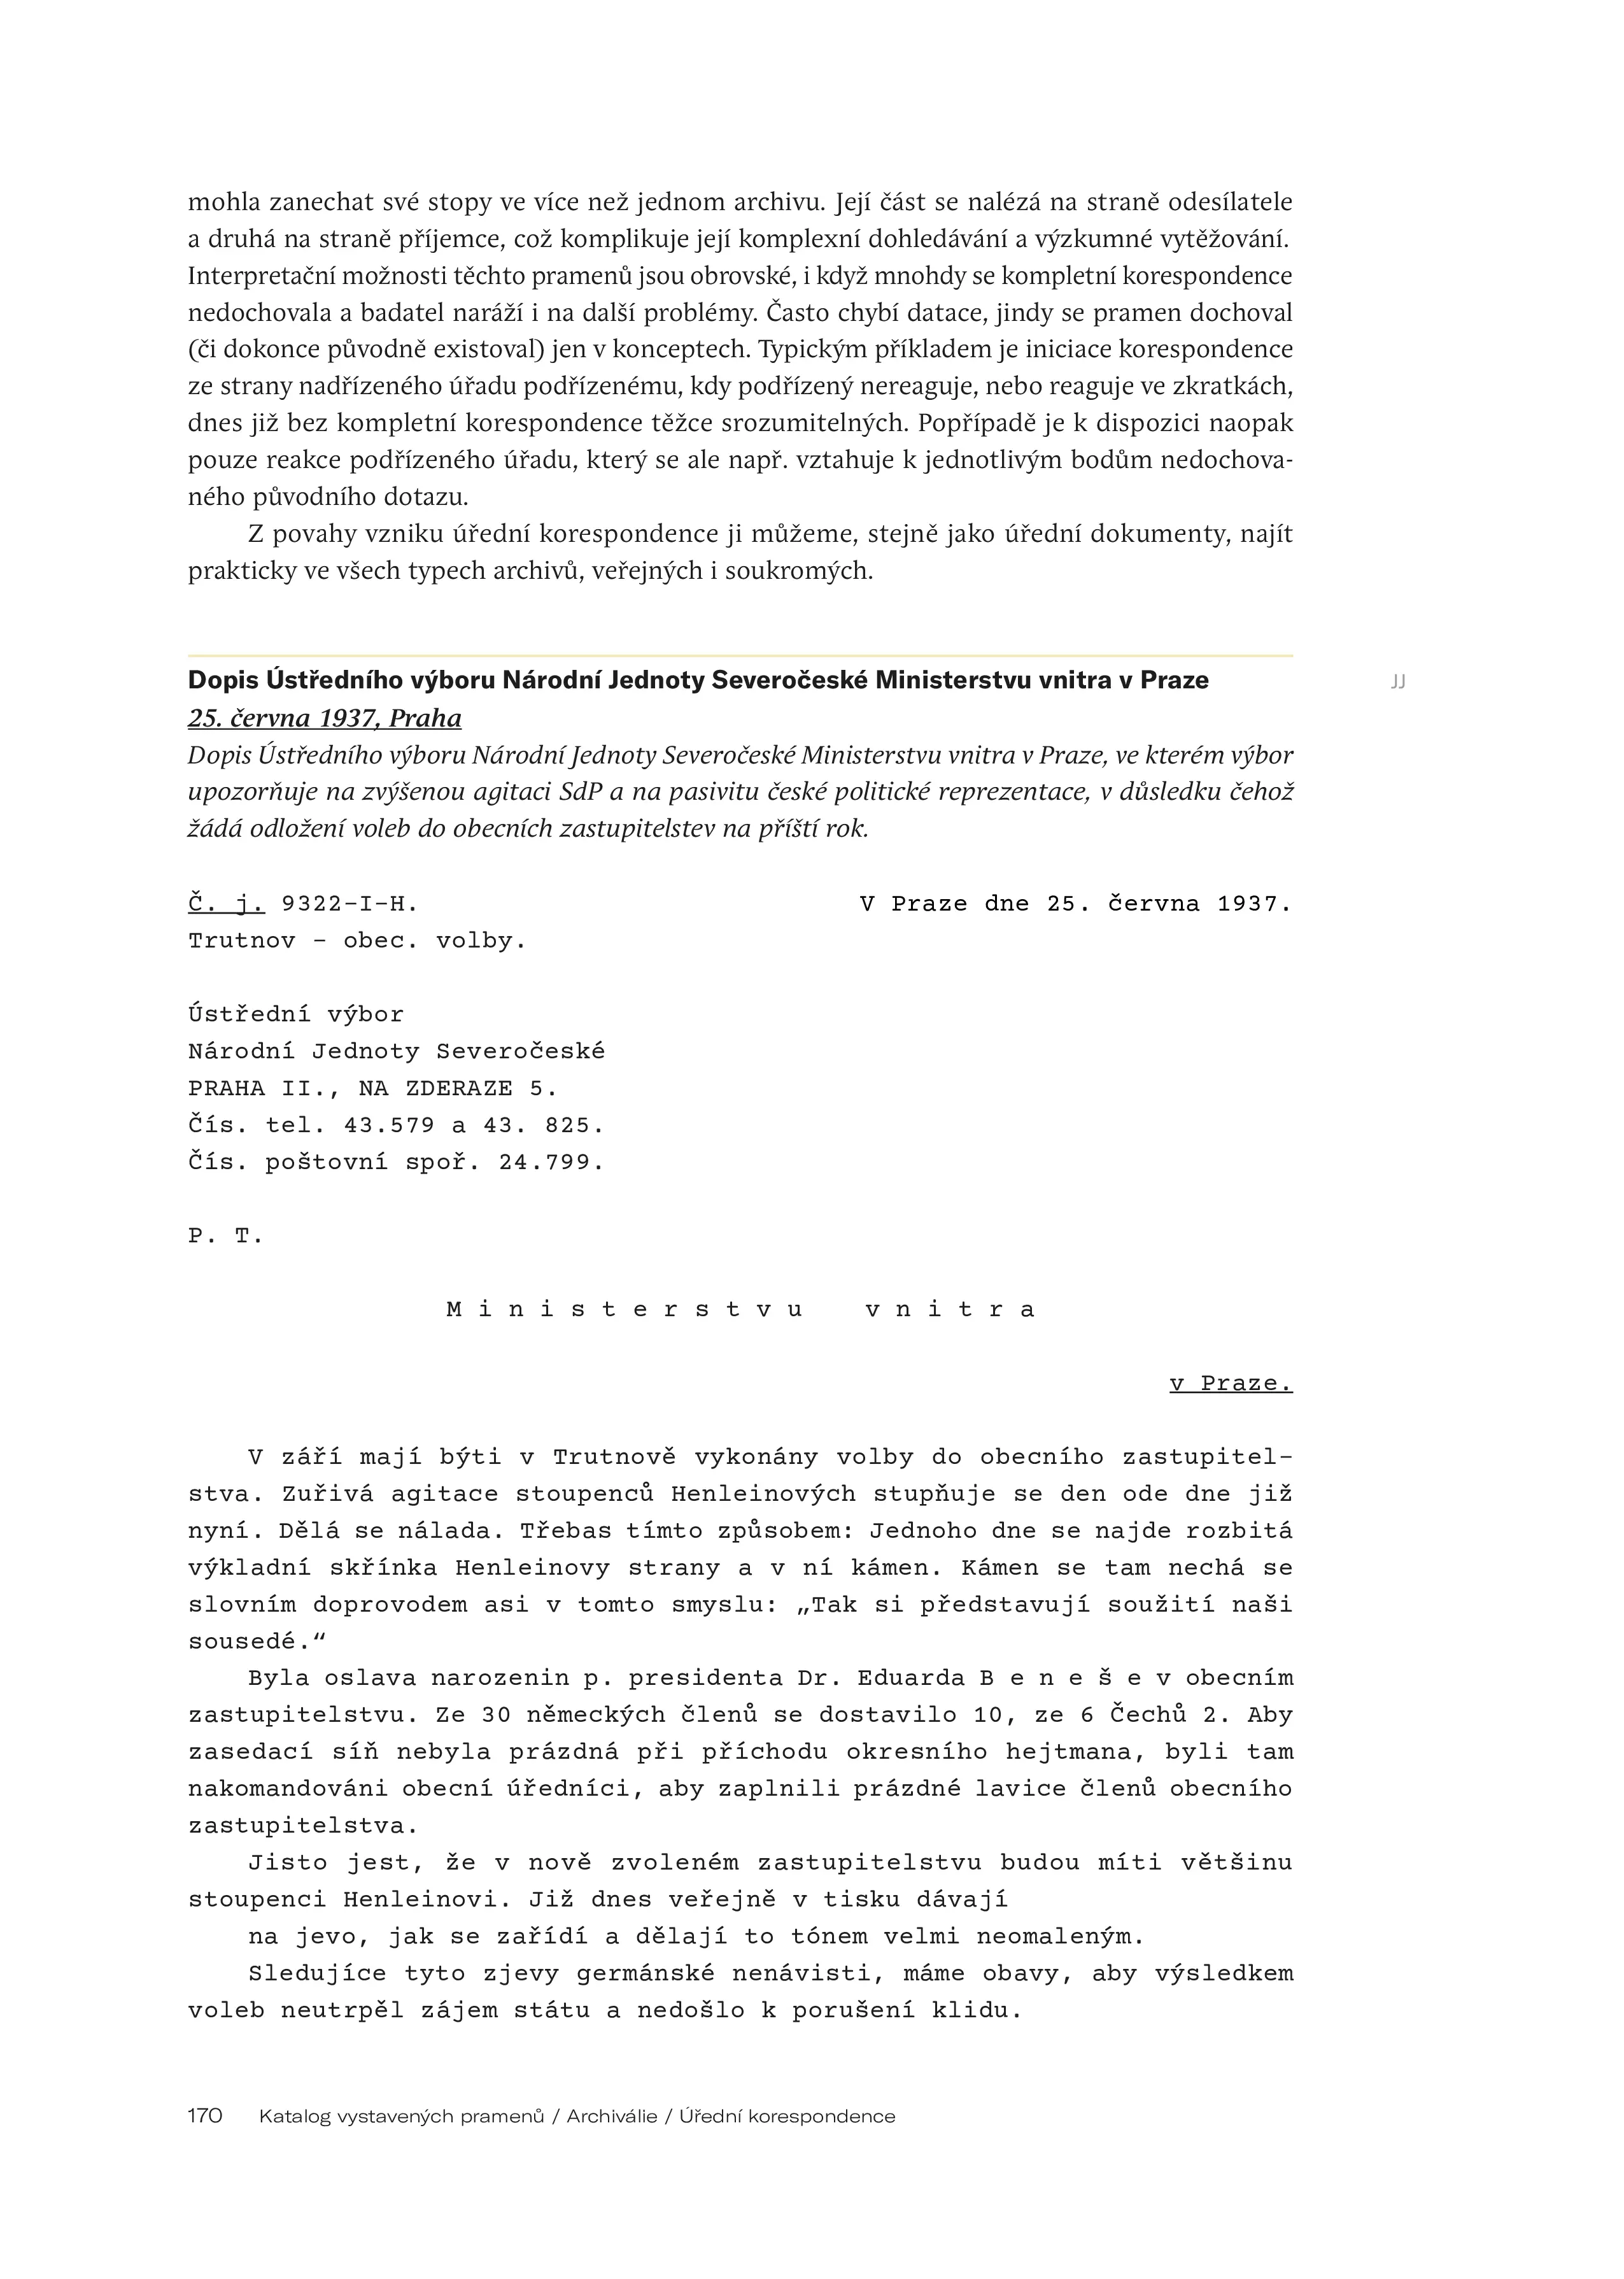 mohla zanechat své stopy ve více než jednom archivu. Její část se nalézá na straně odesílatele
a druhá na straně příjemce, což komplikuje její komplexní dohledávání a výzkumné vytěžování.
Interpretační možnosti těchto pramenů jsou obrovské, i když mnohdy se kompletní korespondence
nedochovala a badatel naráží i na další problémy. Často chybí datace, jindy se pramen dochoval
(či dokonce původně existoval) jen v konceptech. Typickým příkladem je iniciace korespondence
ze strany nadřízeného úřadu podřízenému, kdy podřízený nereaguje, nebo reaguje ve zkratkách,
dnes již bez kompletní korespondence těžce srozumitelných. Popřípadě je k dispozici naopak
pouze reakce podřízeného úřadu, který se ale např. vztahuje k jednotlivým bodům nedochova-
ného původního dotazu.
Z povahy vzniku úřední korespondence ji můžeme, stejně jako úřední dokumenty, najít
prakticky ve všech typech archivů, veřejných i soukromých.
Dopis Ústředního výboru Národní Jednoty Severočeské Ministerstvu vnitra v Praze
JJ
25. června 1937, Praha
Dopis Ústředního výboru Národní Jednoty Severočeské Ministerstvu vnitra v Praze, ve kterém výbor
upozorňuje na zvýšenou agitaci SdP a na pasivitu české politické reprezentace, v důsledku čehož
žádá odložení voleb do obecních zastupitelstev na příští rok.
Č. j. 9322-I-H. V Praze dne 25. června 1937.
Trutnov - obec. volby.
Ústřední výbor
Národní Jednoty Severočeské
PRAHA II., NA ZDERAZE 5.
Čís. tel. 43.579 a 43. 825.
Čís. poštovní spoř. 24.799.
P. T.
M i n i s t e r s t v u   v n i t r a
v Praze.
V září mají býti v Trutnově vykonány volby do obecního zastupitel-
stva. Zuřivá agitace stoupenců Henleinových stupňuje se den ode dne již
nyní. Dělá se nálada. Třebas tímto způsobem: Jednoho dne se najde rozbitá
výkladní skřínka Henleinovy strany a v ní kámen. Kámen se tam nechá se
slovním doprovodem asi v tomto smyslu: „Tak si představují soužití naši
sousedé.“
Byla oslava narozenin p. presidenta Dr. Eduarda B e n e š e v obecním
zastupitelstvu. Ze 30 německých členů se dostavilo 10, ze 6 Čechů 2. Aby
zasedací síň nebyla prázdná při příchodu okresního hejtmana, byli tam
nakomandováni obecní úředníci, aby zaplnili prázdné lavice členů obecního
zastupitelstva.
Jisto jest, že v nově zvoleném zastupitelstvu budou míti většinu
stoupenci Henleinovi. Již dnes veřejně v tisku dávají
na jevo, jak se zařídí a dělají to tónem velmi neomaleným.
Sledujíce tyto zjevy germánské nenávisti, máme obavy, aby výsledkem
voleb neutrpěl zájem státu a nedošlo k porušení klidu.
170 Katalog vystavených pramenů / Archiválie / Úřední korespondence